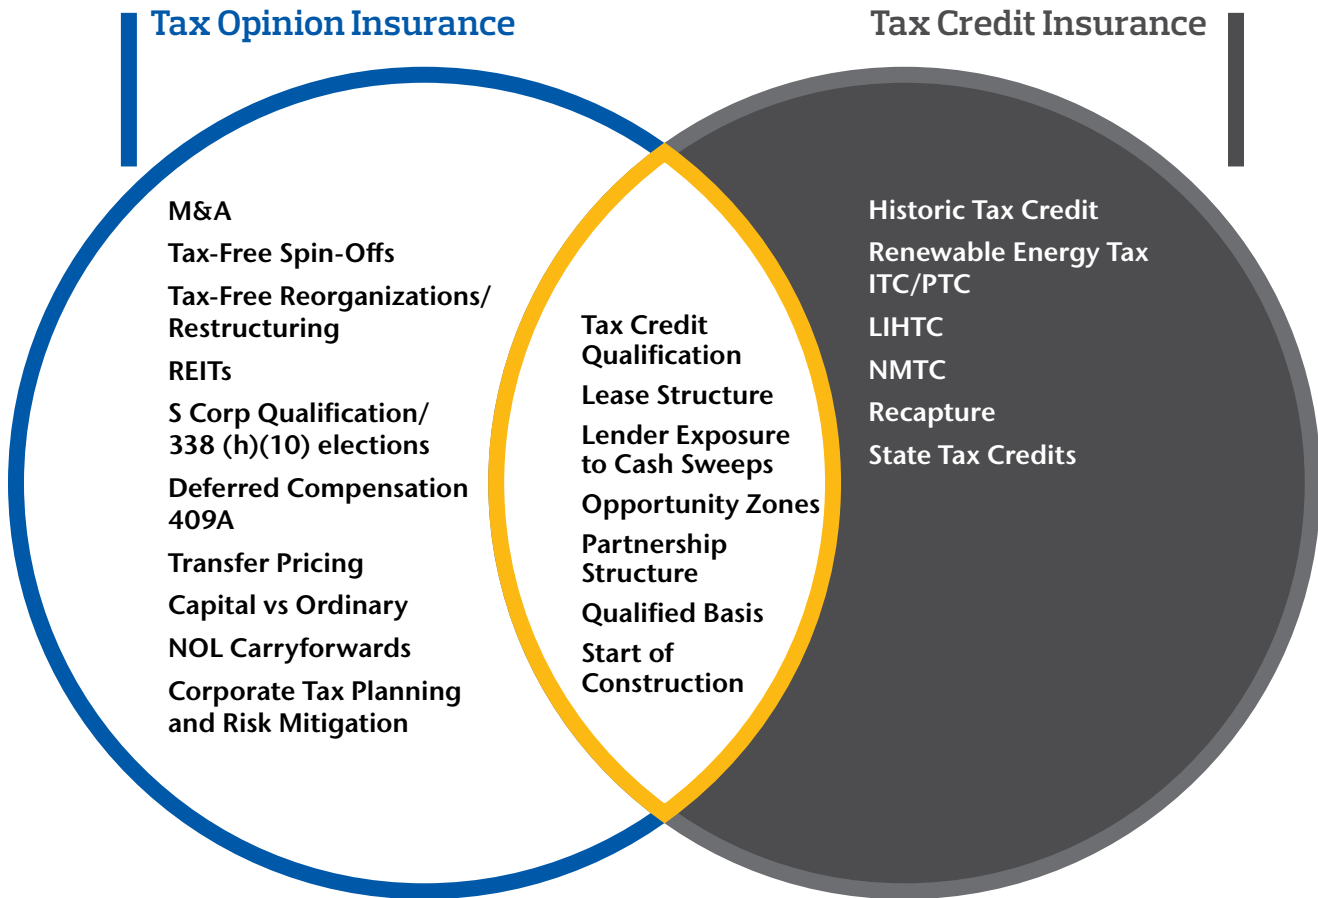 Tax Opinion Insurance
Tax Credit Insurance
M&A
Tax-Free Spin-Offs
Tax-Free Reorganizations/
Restructuring
REITs
S Corp Qualification/
338 (h)(10) elections
Deferred Compensation
409A
Transfer Pricing
Capital vs Ordinary
NOL Carryforwards
Corporate Tax Planning
and Risk Mitigation
Tax Credit
Qualification
Lease Structure
Lender Exposure
to Cash Sweeps
Opportunity Zones
Partnership
Structure
Qualified Basis
Start of
Construction
Historic Tax Credit
Renewable Energy Tax
ITC/PTC
LIHTC
NMTC
Recapture
State Tax Credits